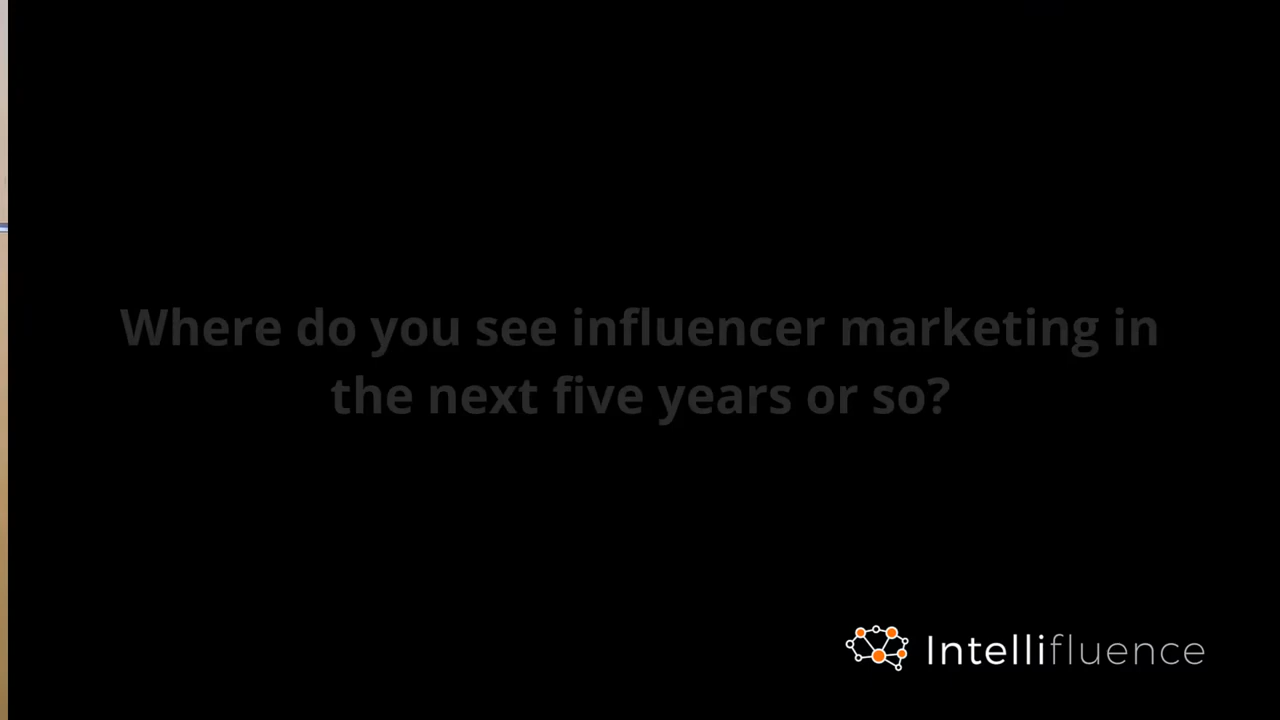 Where do you see influencer marketing in
the next five years or so?
Intellifluence